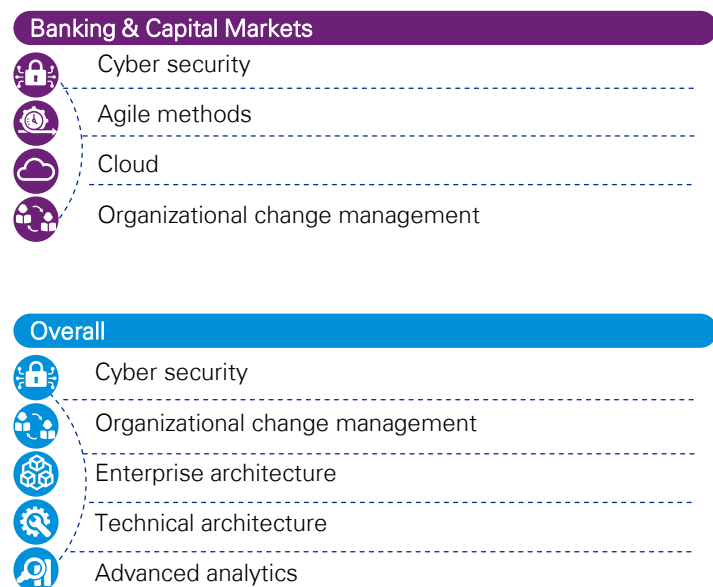 Banking & Capital Markets
Cyber security
Agile methods
Cloud
Organizational change management
Overall
Cyber security
Organizational change management
Enterprise architecture
Technical architecture
Advanced analytics